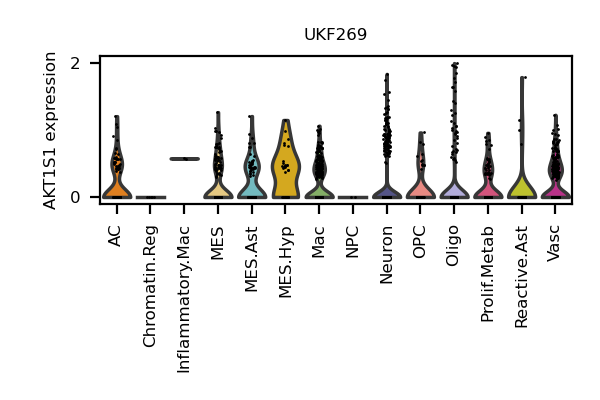 UKF269
AKT1S1 expression
2
0
AC
Chromatin.Reg
Inflammatory.Mac
MES
MES.Ast
MES.Hyp
Mac
NPC
Neuron
OPC
Oligo
Prolif.Metab
Reactive.Ast
Vasc